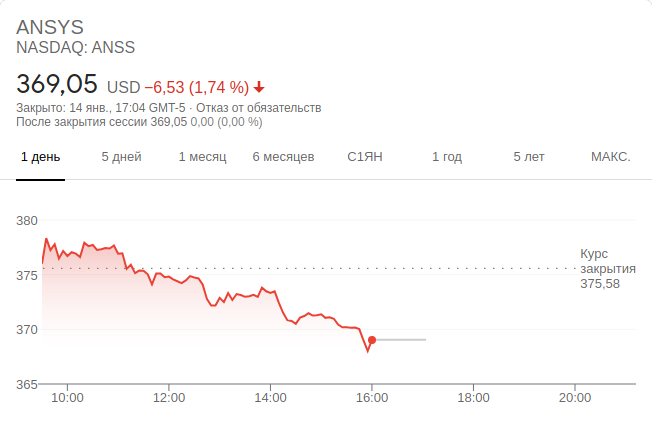 ANSYS
NASDAQ: ANSS
369,05 USD −6,53 (1,74 %)
Закрыто: 14 янв., 17:04 GMT-5 · Отказ от обязательств
После закрытия сессии 369,05 0,00 (0,00 %)
1 день 5 дней 1 месяц 6 месяцев С1ЯН 1 год 5 лет МАКС.
380
375
370
365
Курс
закрытия
375,58
10:00 12:00 14:00 16:00 18:00 20:00